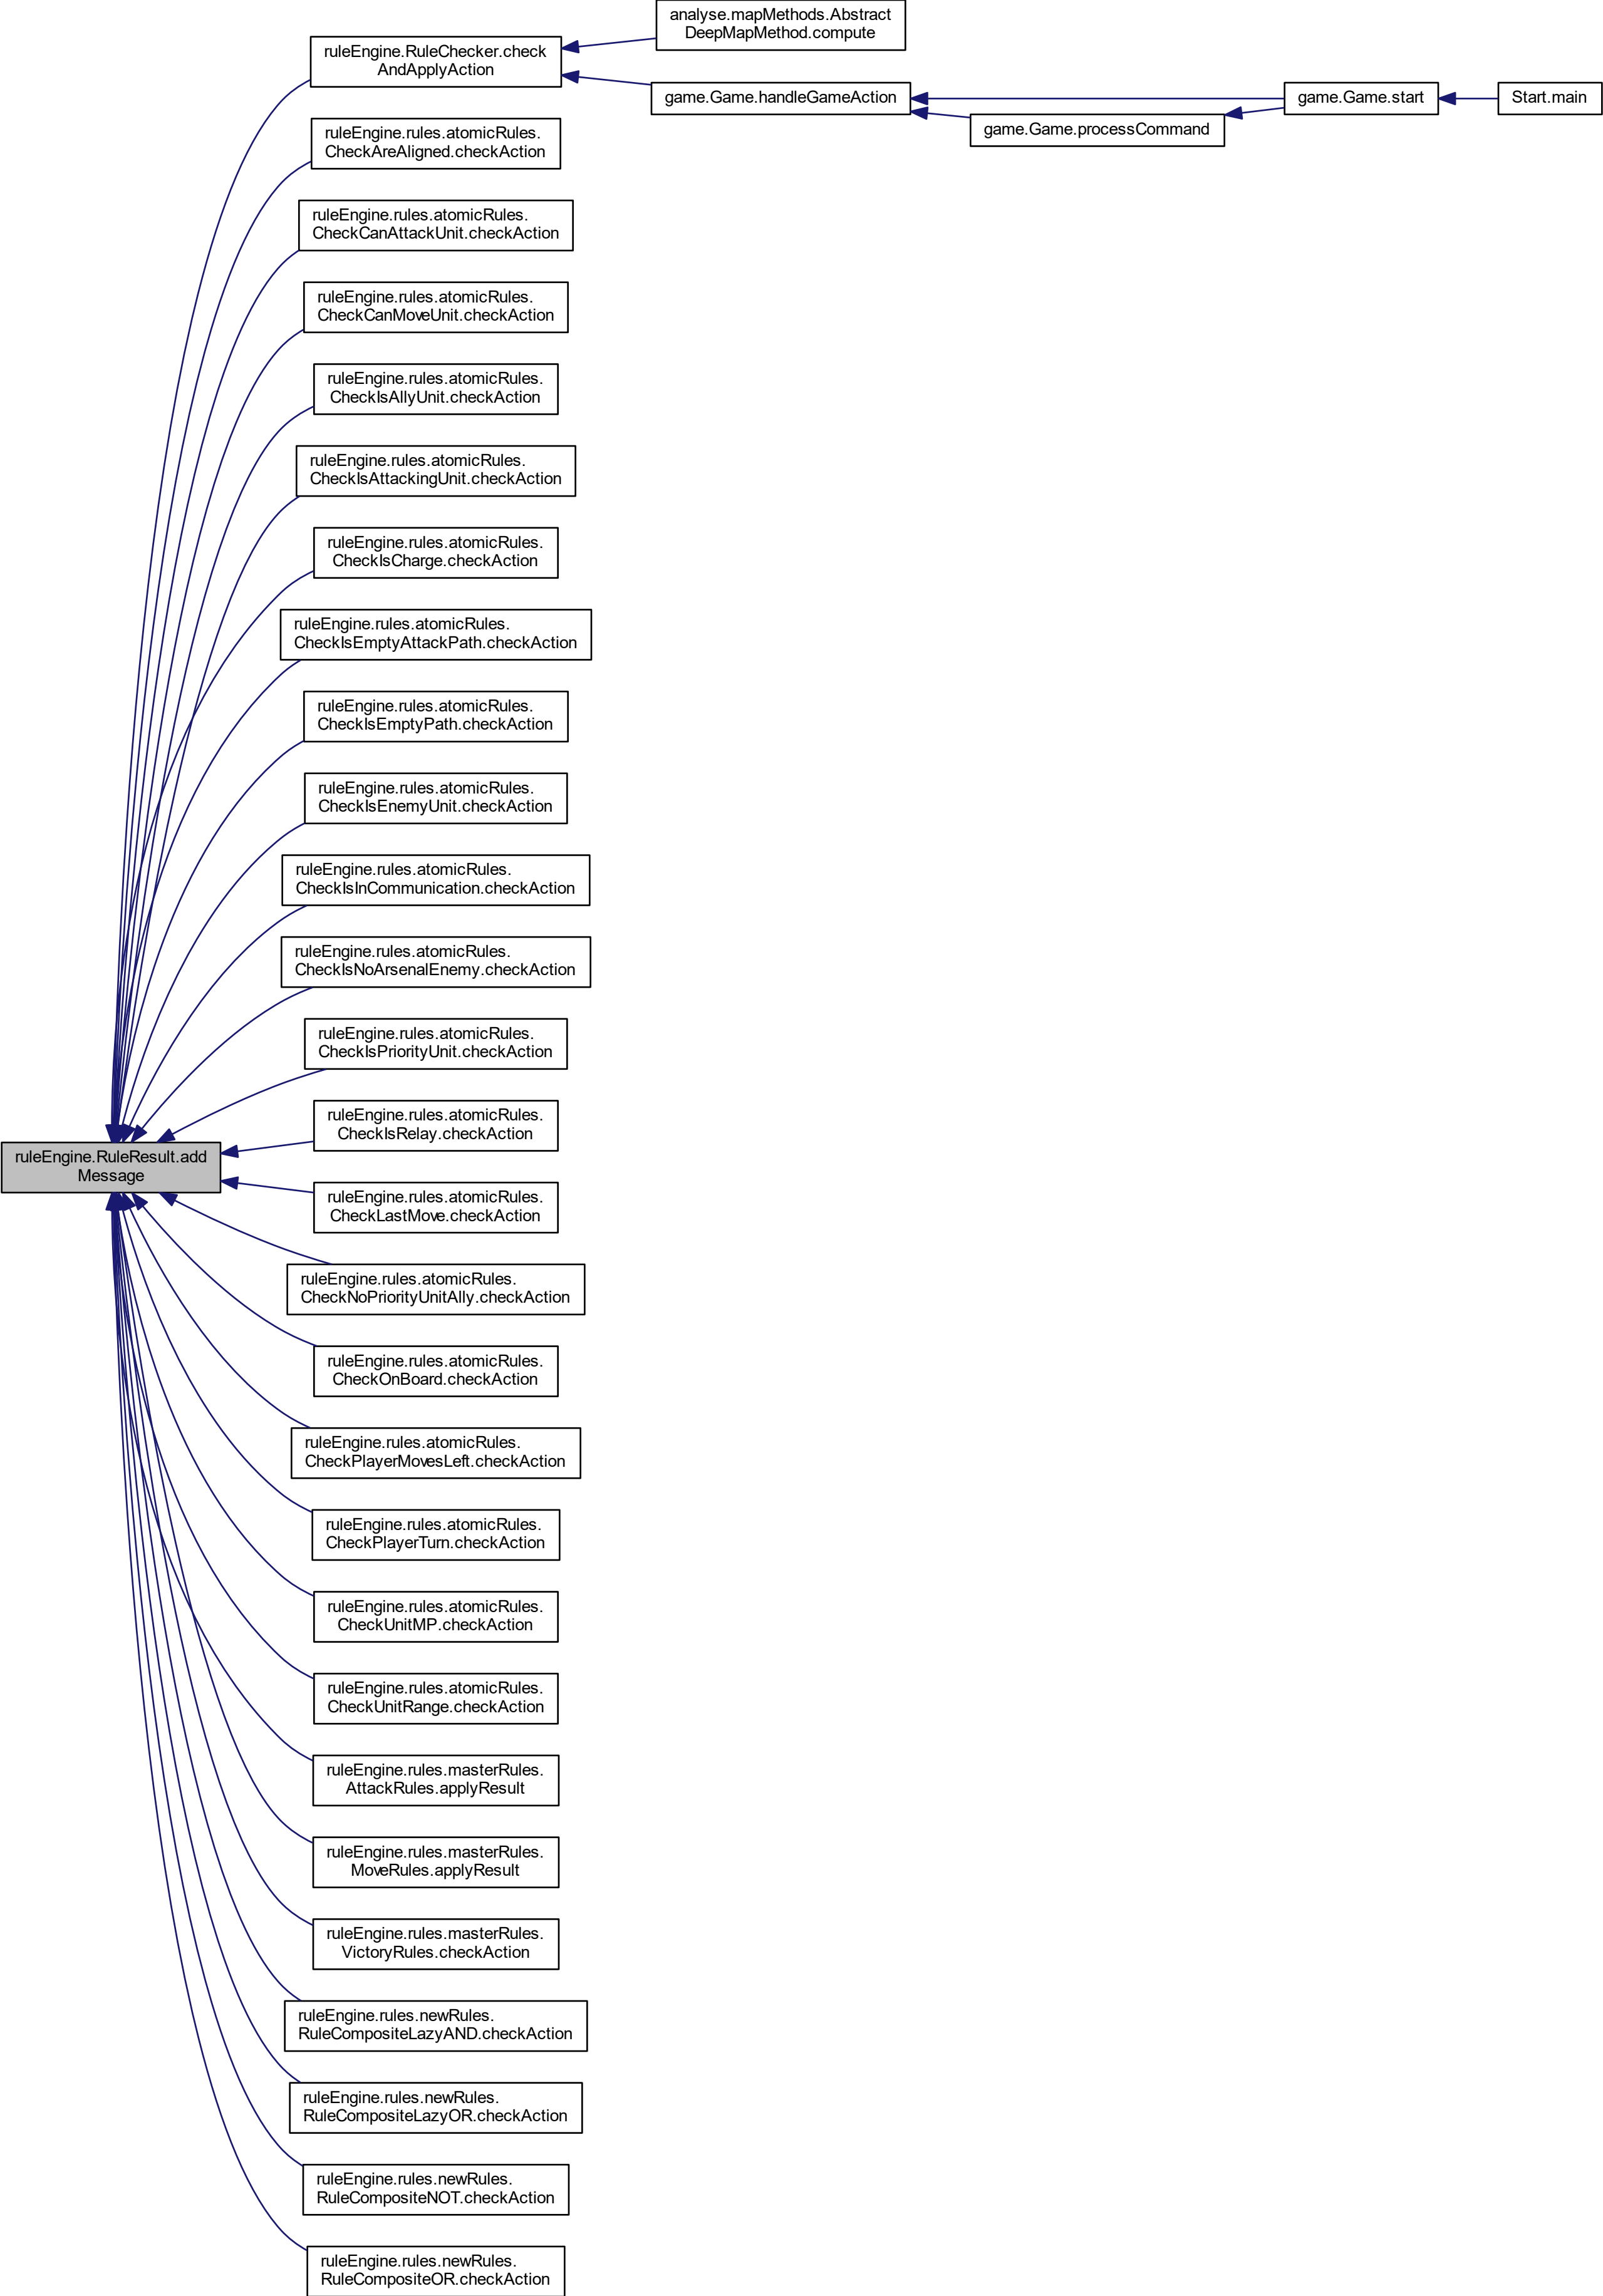 analyse.mapMethods.Abstract
DeepMapMethod.compute
ruleEngine.RuleChecker.check
AndApplyAction
game.Game.handleGameAction
game.Game.start
Start.main
game.Game.processCommand
ruleEngine.rules.atomicRules.
CheckAreAligned.checkAction
ruleEngine.rules.atomicRules.
CheckCanAttackUnit.checkAction
ruleEngine.rules.atomicRules.
CheckCanMoveUnit.checkAction
ruleEngine.rules.atomicRules.
CheckIsAllyUnit.checkAction
ruleEngine.rules.atomicRules.
CheckIsAttackingUnit.checkAction
ruleEngine.rules.atomicRules.
CheckIsCharge.checkAction
ruleEngine.rules.atomicRules.
CheckIsEmptyAttackPath.checkAction
ruleEngine.rules.atomicRules.
CheckIsEmptyPath.checkAction
ruleEngine.rules.atomicRules.
CheckIsEnemyUnit.checkAction
ruleEngine.rules.atomicRules.
CheckIsInCommunication.checkAction
ruleEngine.rules.atomicRules.
CheckIsNoArsenalEnemy.checkAction
ruleEngine.rules.atomicRules.
CheckIsPriorityUnit.checkAction
ruleEngine.rules.atomicRules.
CheckIsRelay.checkAction
ruleEngine.RuleResult.add
Message
ruleEngine.rules.atomicRules.
CheckLastMove.checkAction
ruleEngine.rules.atomicRules.
CheckNoPriorityUnitAlly.checkAction
ruleEngine.rules.atomicRules.
CheckOnBoard.checkAction
ruleEngine.rules.atomicRules.
CheckPlayerMovesLeft.checkAction
ruleEngine.rules.atomicRules.
CheckPlayerTurn.checkAction
ruleEngine.rules.atomicRules.
CheckUnitMP.checkAction
ruleEngine.rules.atomicRules.
CheckUnitRange.checkAction
ruleEngine.rules.masterRules.
AttackRules.applyResult
ruleEngine.rules.masterRules.
MoveRules.applyResult
ruleEngine.rules.masterRules.
VictoryRules.checkAction
ruleEngine.rules.newRules.
RuleCompositeLazyAND.checkAction
ruleEngine.rules.newRules.
RuleCompositeLazyOR.checkAction
ruleEngine.rules.newRules.
RuleCompositeNOT.checkAction
ruleEngine.rules.newRules.
RuleCompositeOR.checkAction